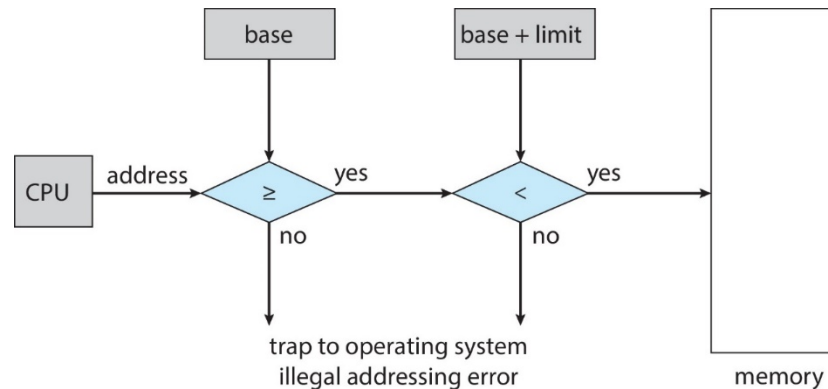 base
base + limit
CPU
address
≥
yes
<
yes
no
no
trap to operating system
illegal addressing error
memory